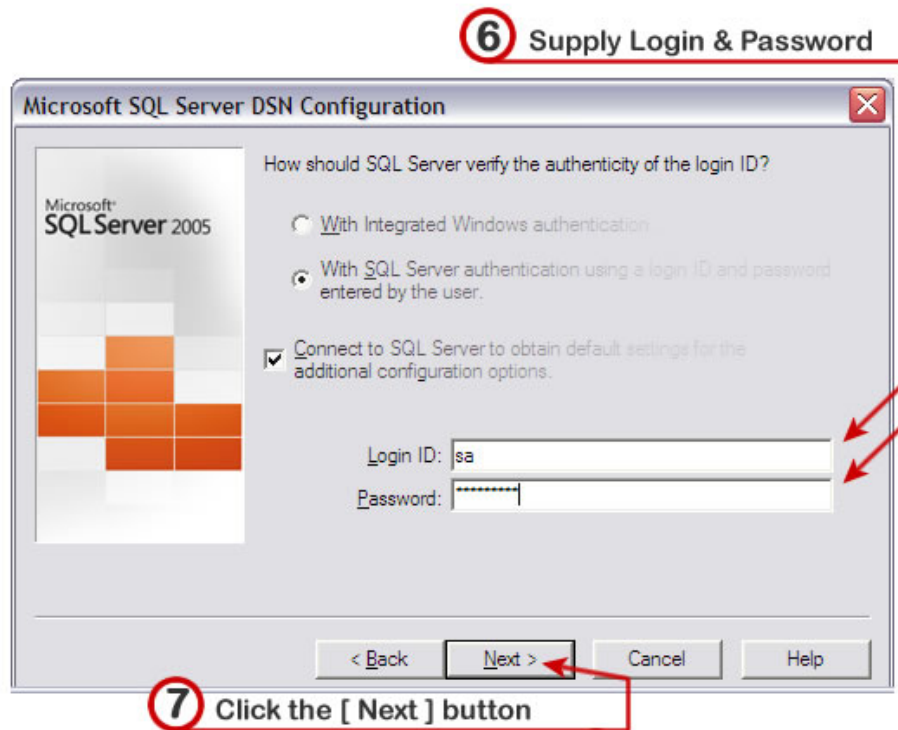 6 Supply Login & Password
Microsoft SQL Server DSN Configuration
How should SQL Server verify the authenticity of the login ID?
Microsoft
SQL Server 2005
With Integrated Windows authentication.
With SQL Server authentication using a login ID and password
entered by the user.
Connect to SQL Server to obtain default settings for the
additional configuration options.
Login ID: sa
Password: *********
< Back Next > Cancel Help
7 Click the [ Next ] button